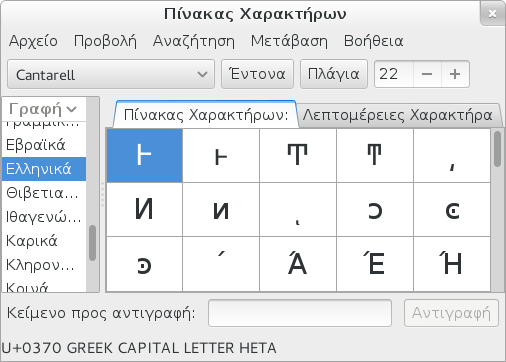 Πίνακας Χαρακτήρων
Αρχείο Προβολή Αναζήτηση Μετάβαση Βοήθεια
Cantarell Έντονα Πλάγια 22
Γραφή Πίνακας Χαρακτήρων: Λεπτομέρειες Χαρακτήρα
Εβραϊκά
Ελληνικά
Θιβετια…
Ιθαγενώ…
Καρικά
Κληρον…
Κοινά
Ͱ ͱ Ͳ ͳ ʹ
Ͷ ͷ ͺ ͻ ͼ
ͽ ΄ Ά Έ Ή
Κείμενο προς αντιγραφή: Αντιγραφή
U+0370 GREEK CAPITAL LETTER HETA